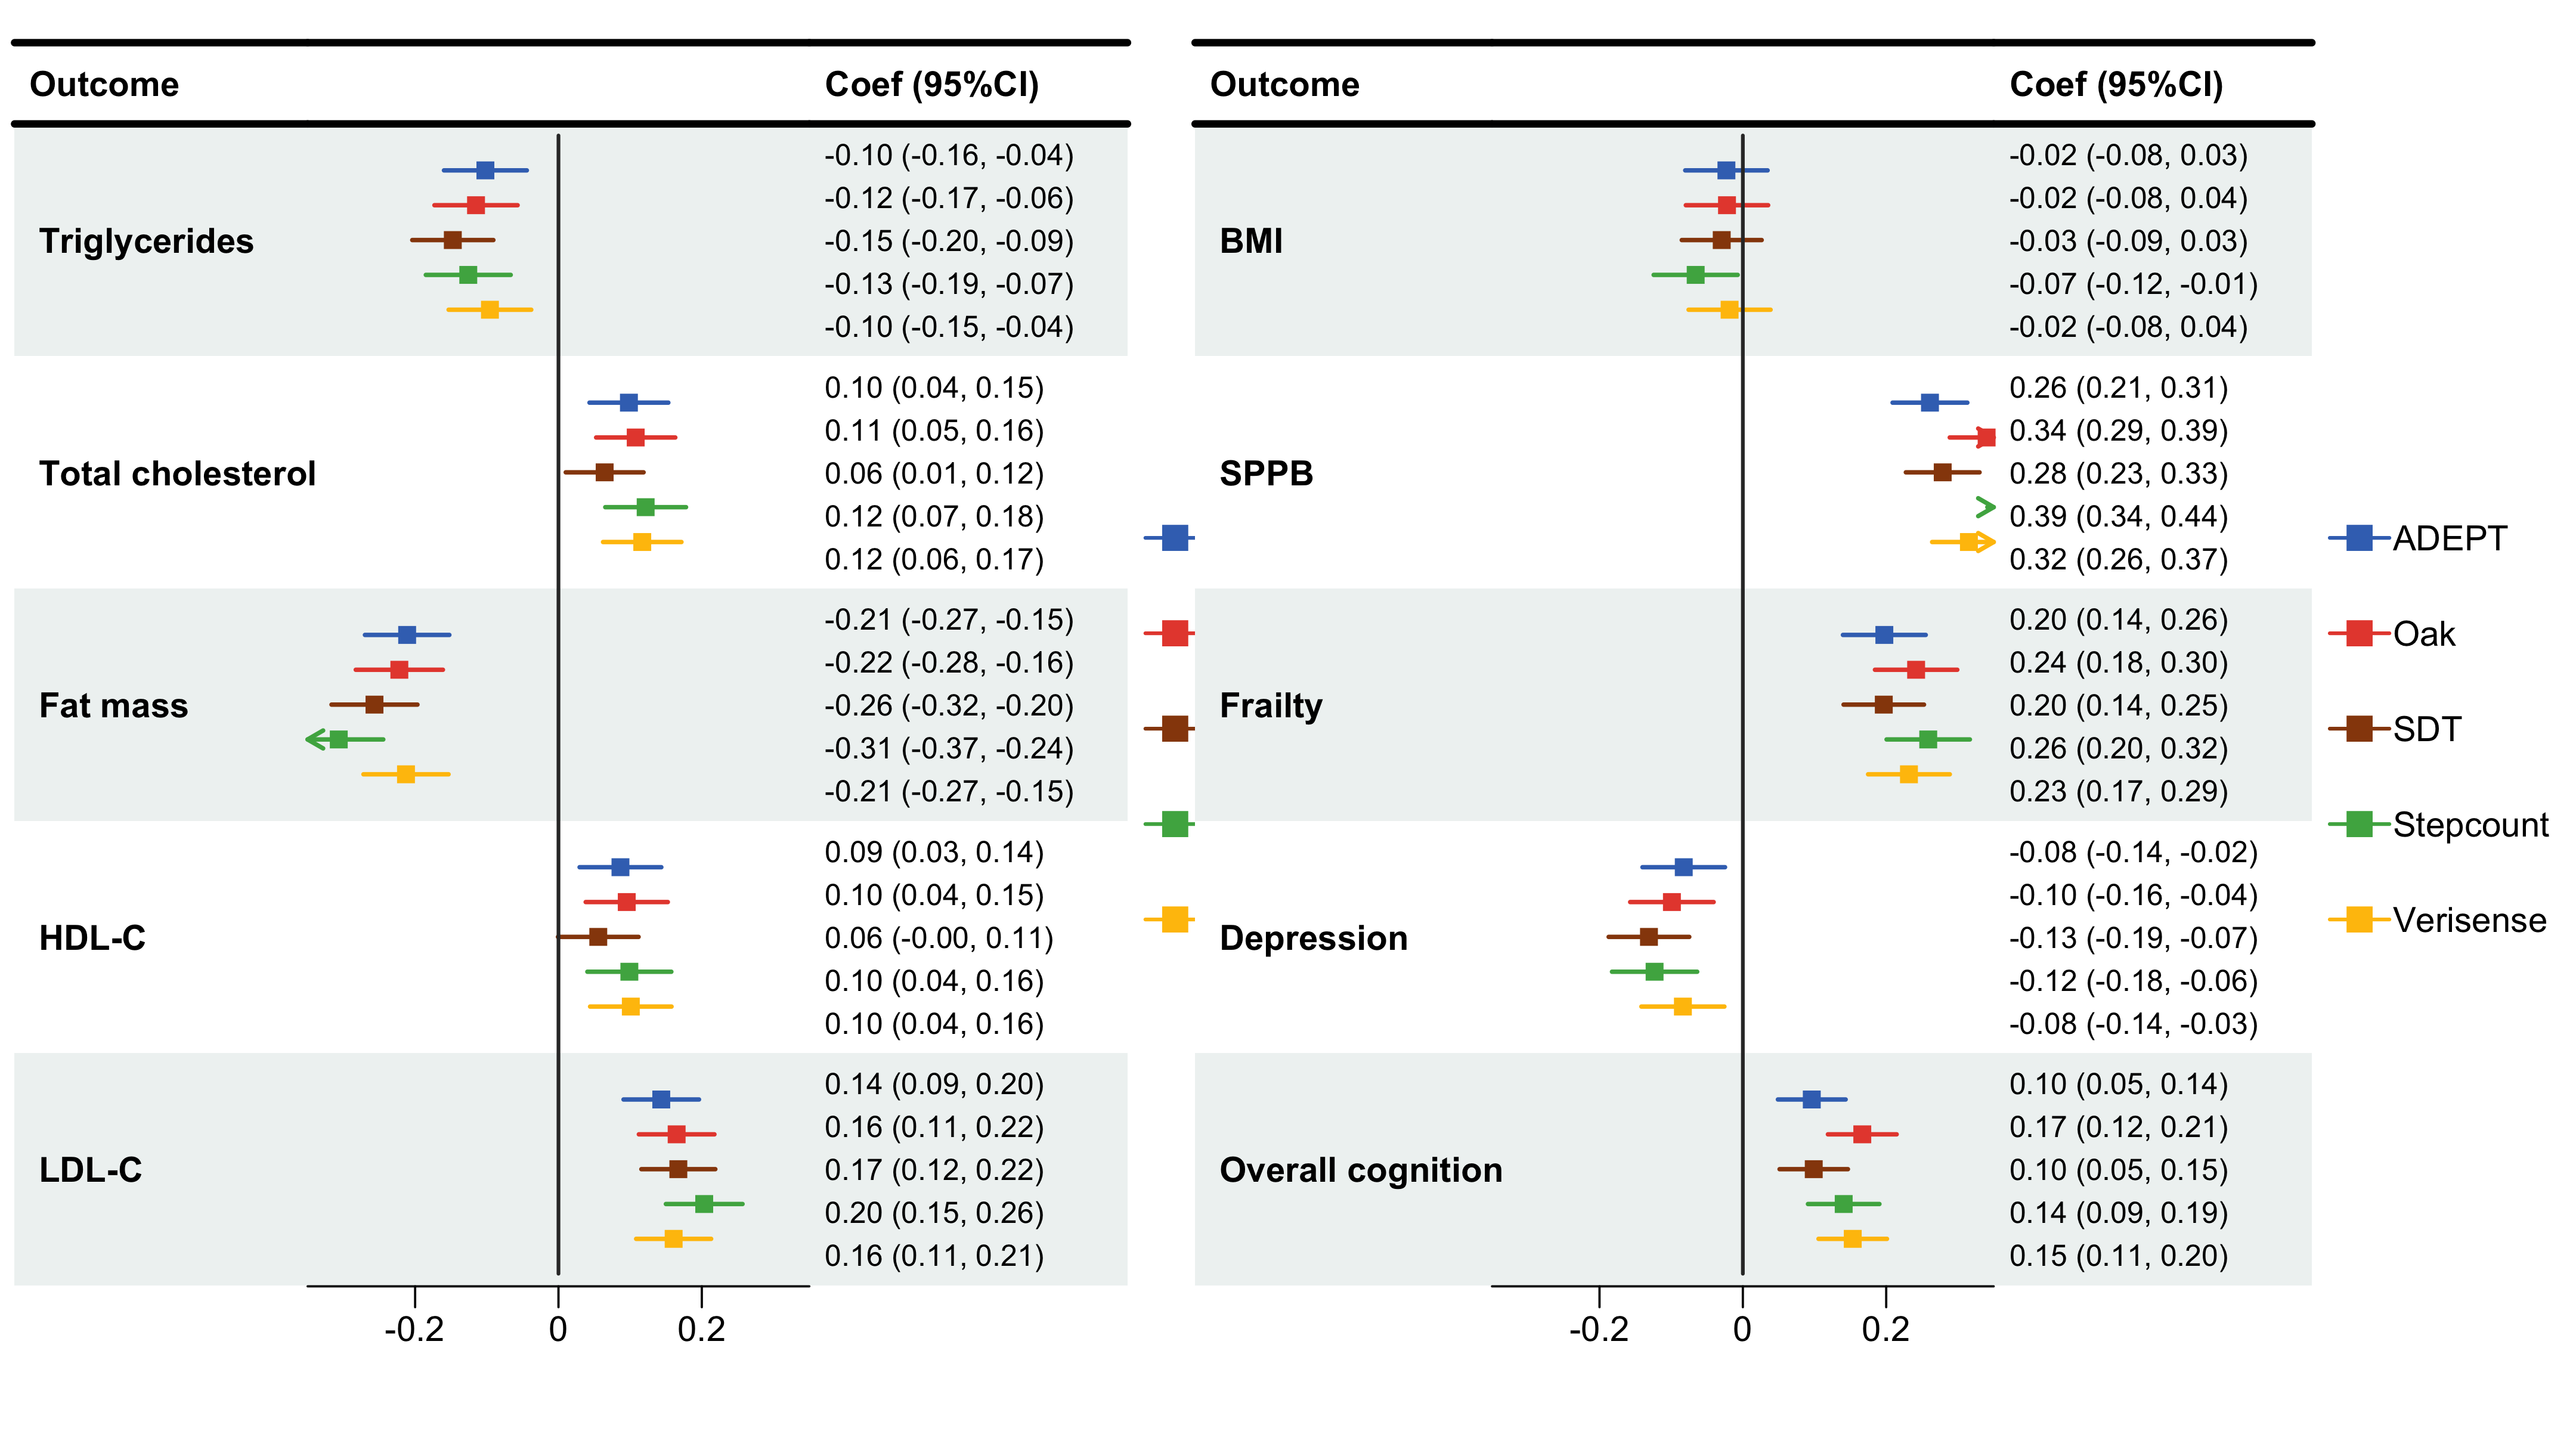 Outcome Coef (95%CI)
Triglycerides
-0.10 (-0.16, -0.04)
-0.12 (-0.17, -0.06)
-0.15 (-0.20, -0.09)
-0.13 (-0.19, -0.07)
-0.10 (-0.15, -0.04)
Total cholesterol
0.10 (0.04, 0.15)
0.11 (0.05, 0.16)
0.06 (0.01, 0.12)
0.12 (0.07, 0.18)
0.12 (0.06, 0.17)
Fat mass
-0.21 (-0.27, -0.15)
-0.22 (-0.28, -0.16)
-0.26 (-0.32, -0.20)
-0.31 (-0.37, -0.24)
-0.21 (-0.27, -0.15)
HDL-C
0.09 (0.03, 0.14)
0.10 (0.04, 0.15)
0.06 (-0.00, 0.11)
0.10 (0.04, 0.16)
0.10 (0.04, 0.16)
LDL-C
0.14 (0.09, 0.20)
0.16 (0.11, 0.22)
0.17 (0.12, 0.22)
0.20 (0.15, 0.26)
0.16 (0.11, 0.21)
-0.2 0 0.2
Outcome Coef (95%CI)
BMI
-0.02 (-0.08, 0.03)
-0.02 (-0.08, 0.04)
-0.03 (-0.09, 0.03)
-0.07 (-0.12, -0.01)
-0.02 (-0.08, 0.04)
SPPB
0.26 (0.21, 0.31)
0.34 (0.29, 0.39)
0.28 (0.23, 0.33)
0.39 (0.34, 0.44)
0.32 (0.26, 0.37)
Frailty
0.20 (0.14, 0.26)
0.24 (0.18, 0.30)
0.20 (0.14, 0.25)
0.26 (0.20, 0.32)
0.23 (0.17, 0.29)
Depression
-0.08 (-0.14, -0.02)
-0.10 (-0.16, -0.04)
-0.13 (-0.19, -0.07)
-0.12 (-0.18, -0.06)
-0.08 (-0.14, -0.03)
Overall cognition
0.10 (0.05, 0.14)
0.17 (0.12, 0.21)
0.10 (0.05, 0.15)
0.14 (0.09, 0.19)
0.15 (0.11, 0.20)
-0.2 0 0.2
ADEPT
Oak
SDT
Stepcount
Verisense